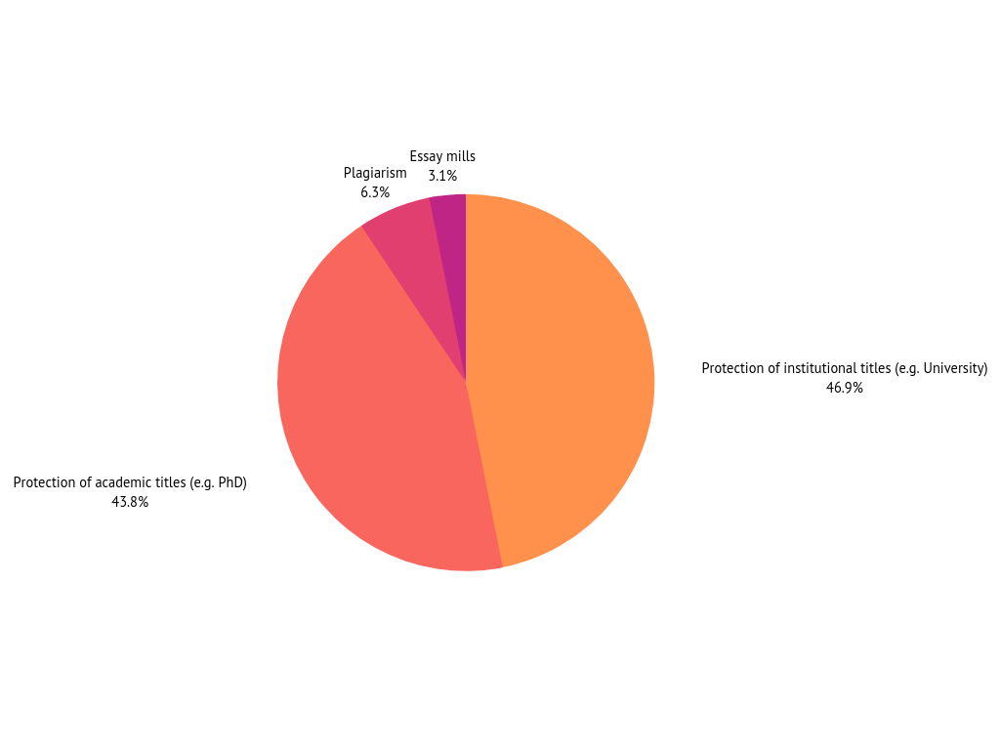 Essay mills
3.1%
Plagiarism
6.3%
Protection of institutional titles (e.g. University)
46.9%
Protection of academic titles (e.g. PhD)
43.8%